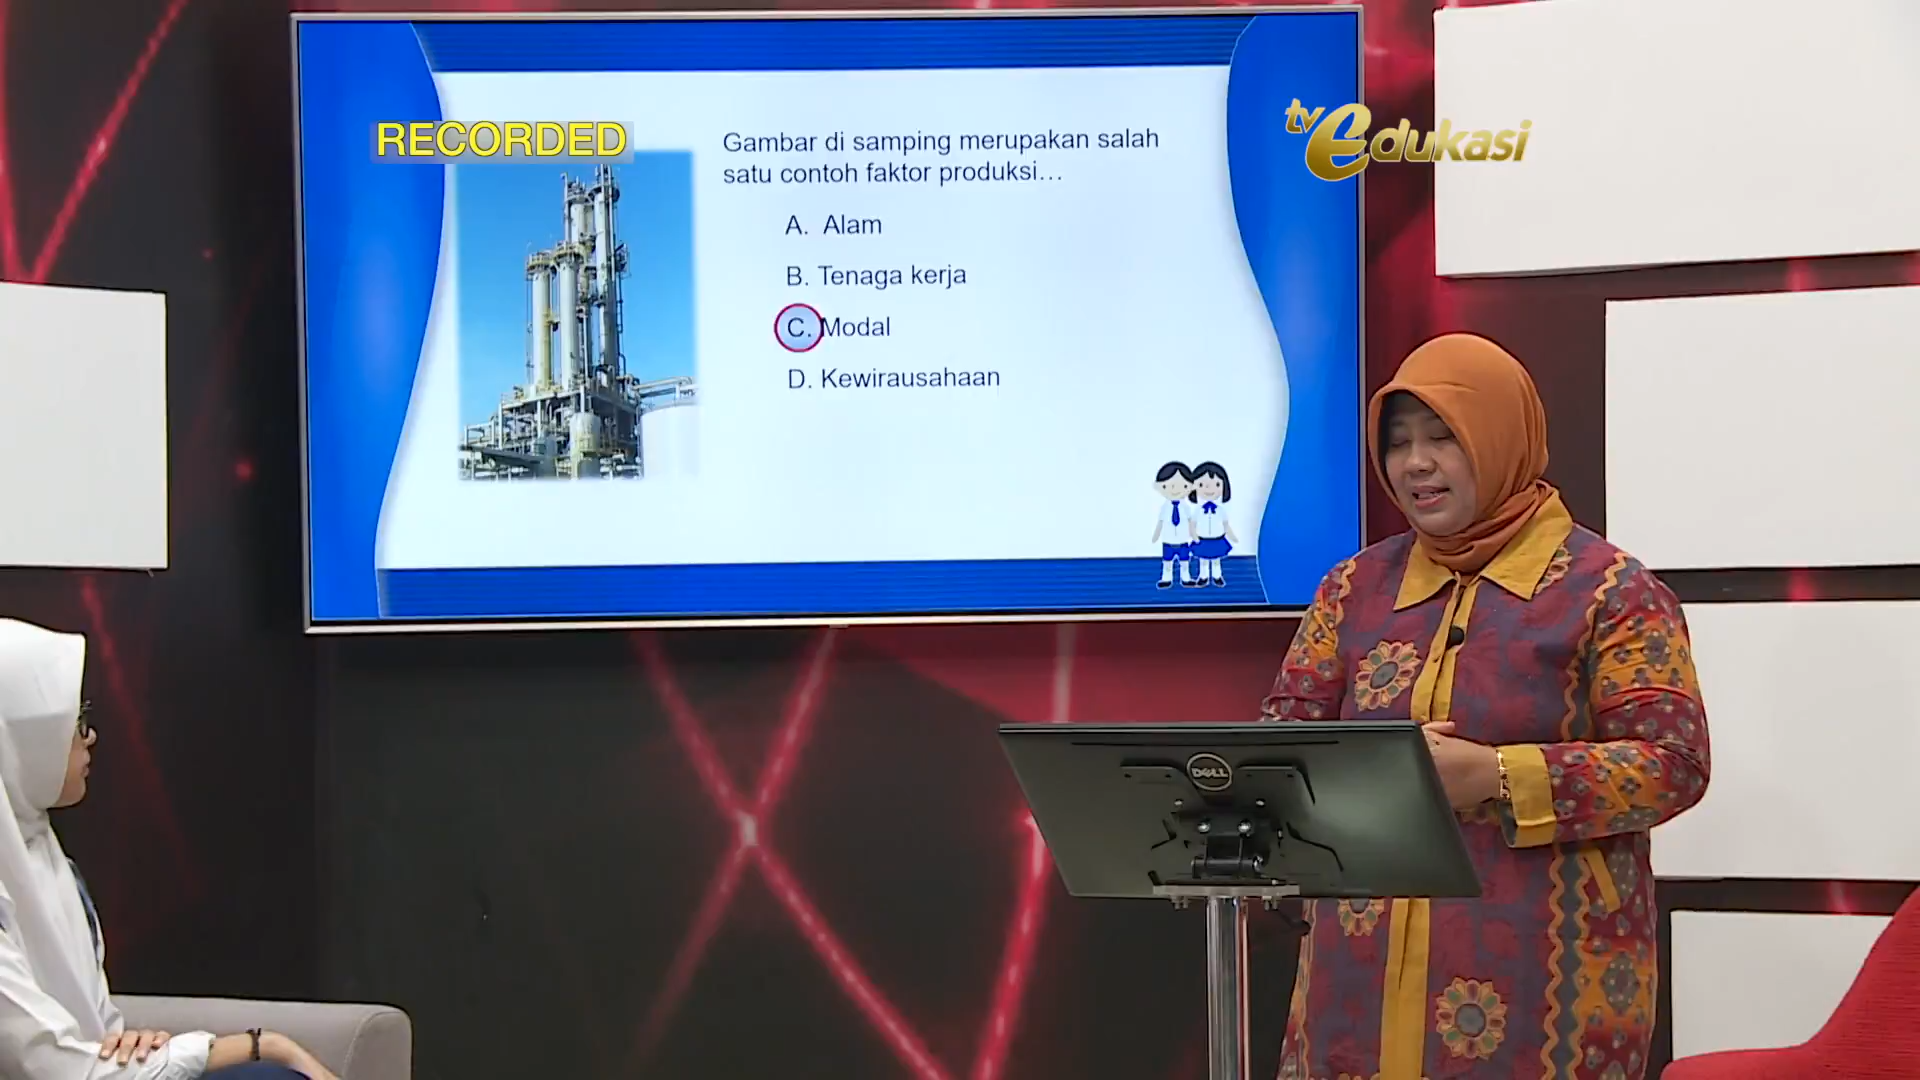 RECORDED
tv edukasi
Gambar di samping merupakan salah
satu contoh faktor produksi…
A. Alam
B. Tenaga kerja
C. Modal
D. Kewirausahaan
DELL